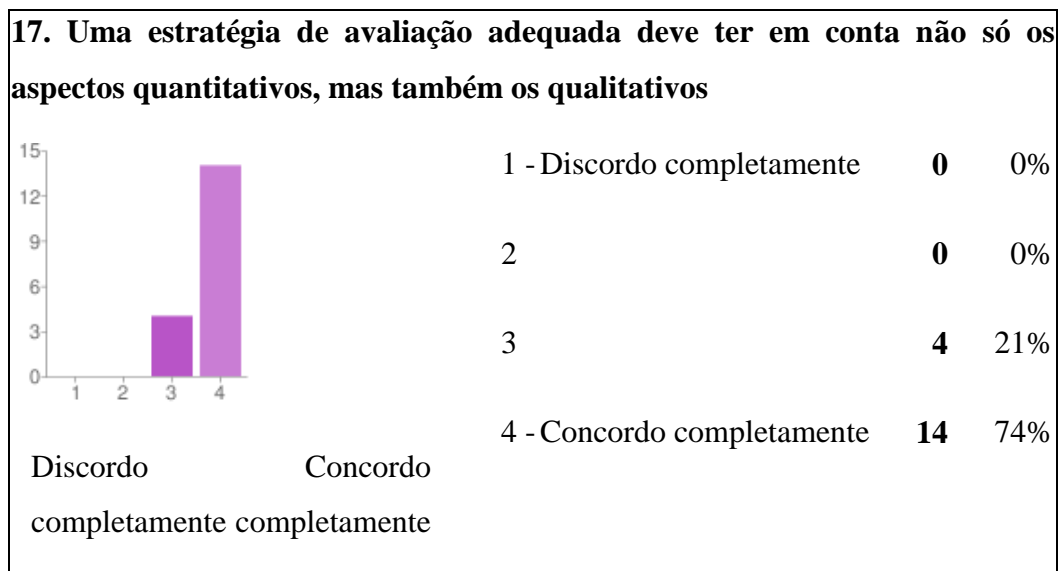 17. Uma estratégia de avaliação adequada deve ter em conta não só os
aspectos quantitativos, mas também os qualitativos
15
12
9
6
3
0
1 2 3 4
Discordo Concordo
completamente completamente
1 - Discordo completamente 0 0%
2 0 0%
3 4 21%
4 - Concordo completamente 14 74%